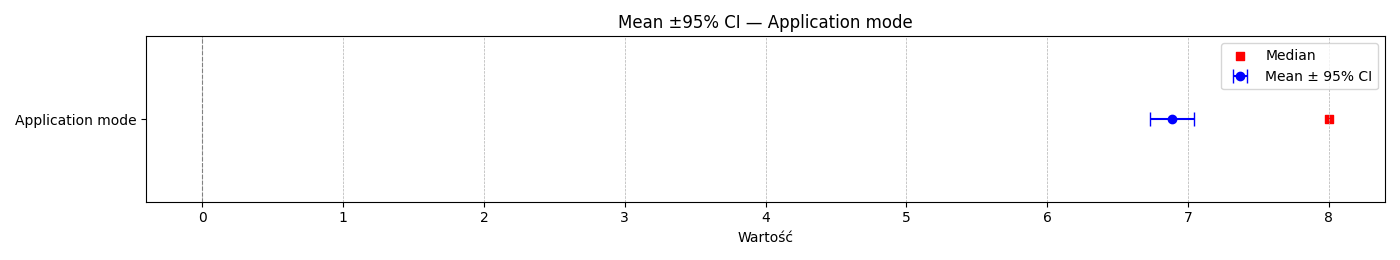 Mean ±95% CI — Application mode
Median
Mean ± 95% CI
Application mode
0 1 2 3 4 5 6 7 8
Wartość